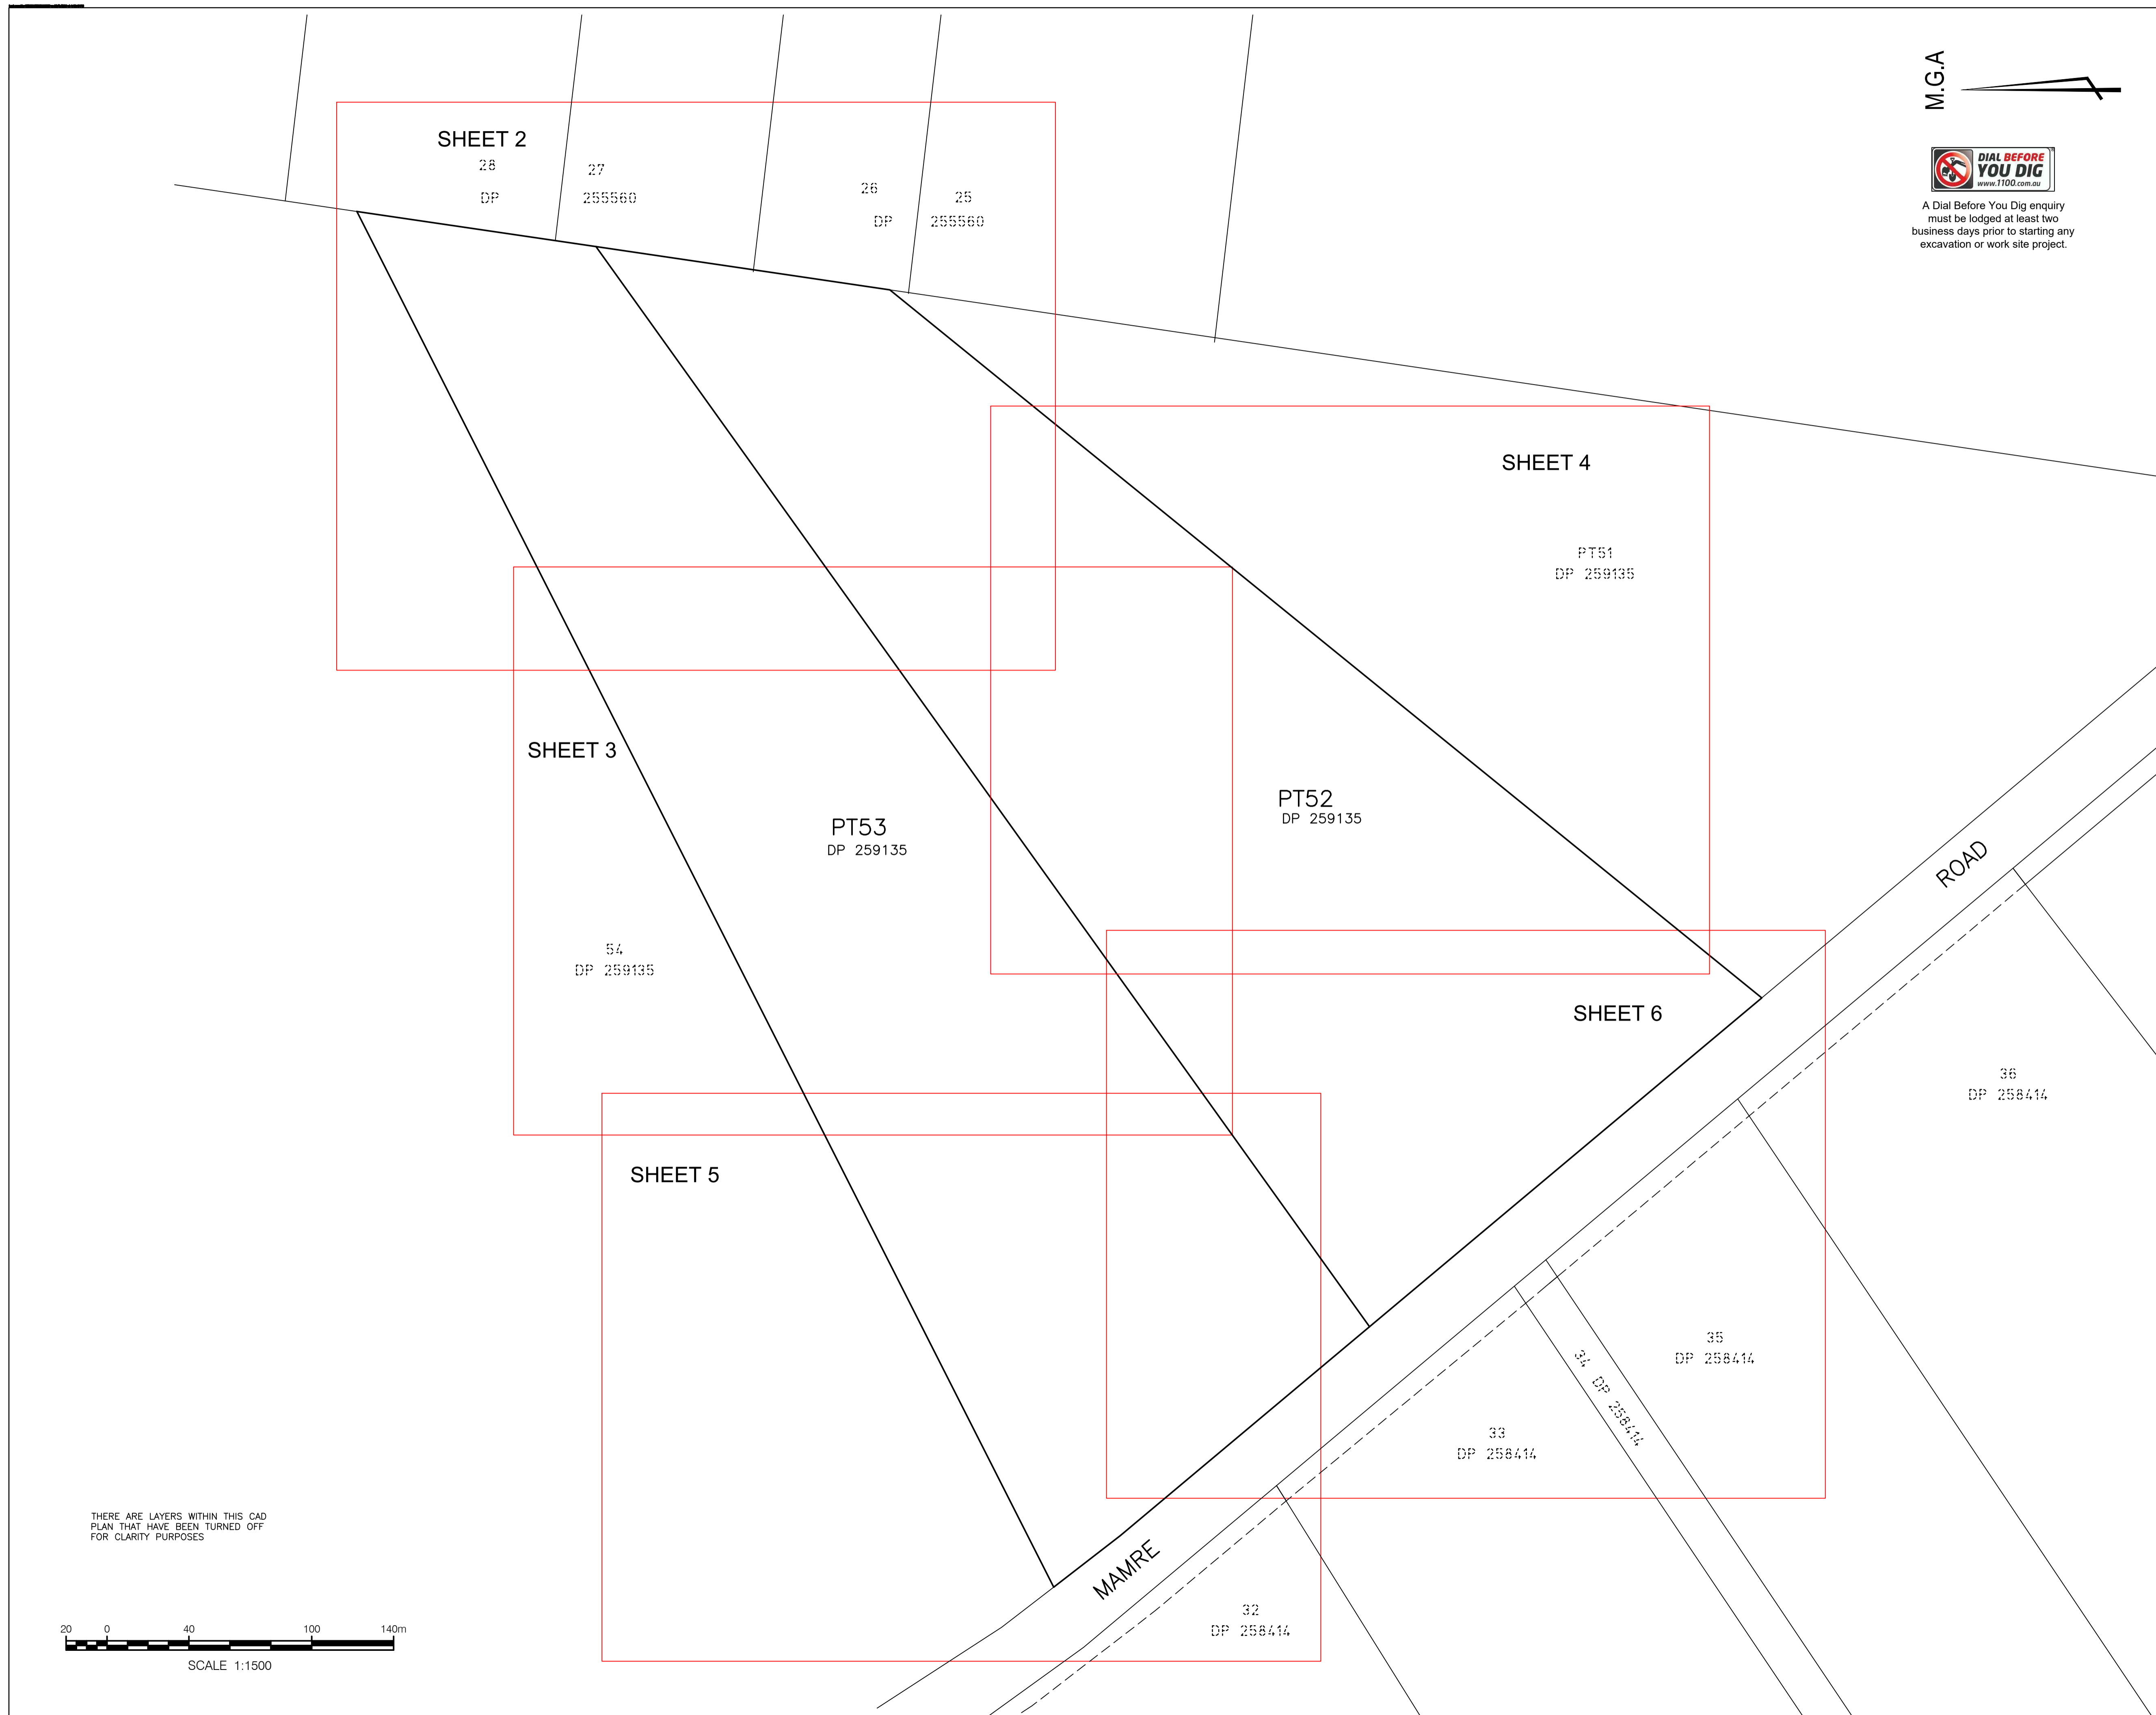 M.G.A
DIAL BEFORE
YOU DIG
www.1100.com.au
A Dial Before You Dig enquiry
must be lodged at least two
business days prior to starting any
excavation or work site project.
SHEET 2
28
27
DP 255560
26
25
DP 255560
SHEET 4
PT51
DP 259135
SHEET 3
PT53
DP 259135
PT52
DP 259135
ROAD
54
DP 259135
SHEET 6
36
DP 258414
SHEET 5
35
DP 258414
34 DP 258414
33
DP 258414
MAMRE
32
DP 258414
THERE ARE LAYERS WITHIN THIS CAD
PLAN THAT HAVE BEEN TURNED OFF
FOR CLARITY PURPOSES
20 0 40 100 140m
SCALE 1:1500